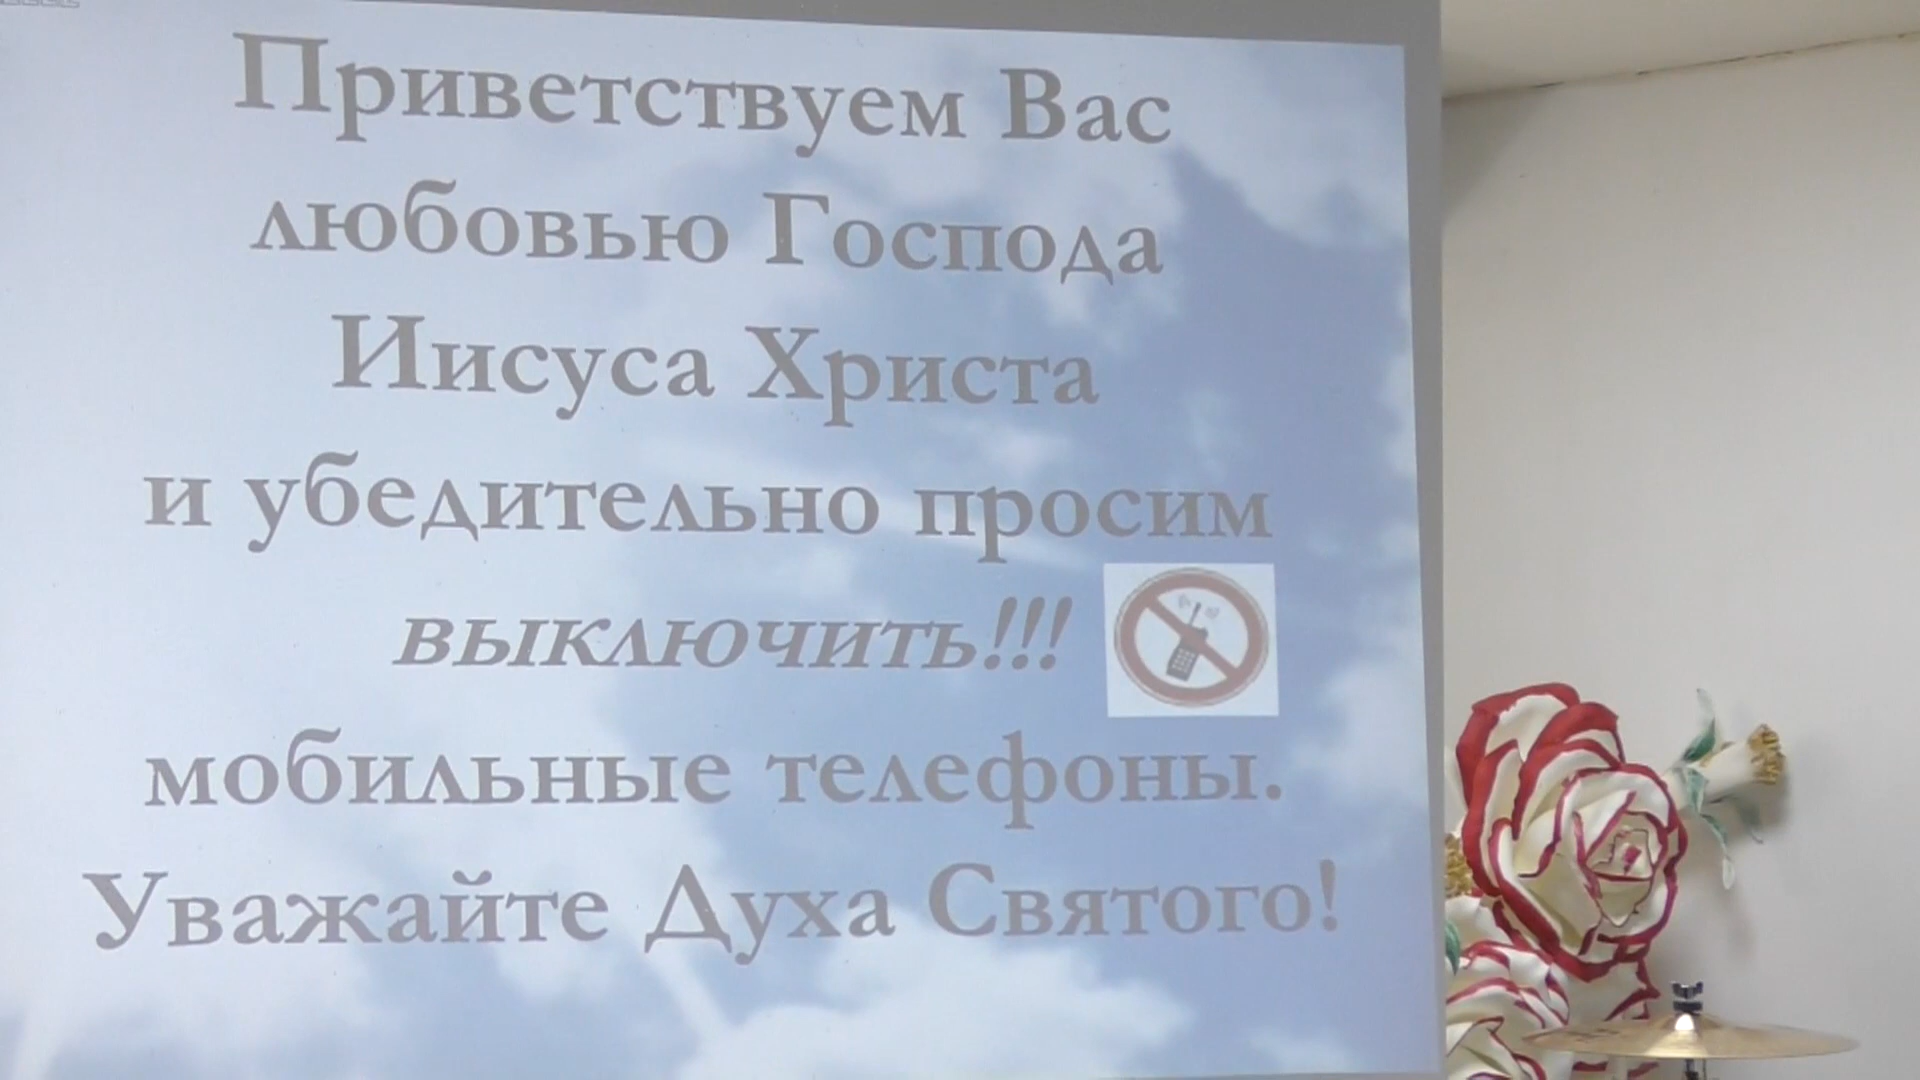 Приветствуем Вас
любовью Господа
Иисуса Христа
и убедительно просим
выключить!!!
мобильные телефоны.
Уважайте Духа Святого!